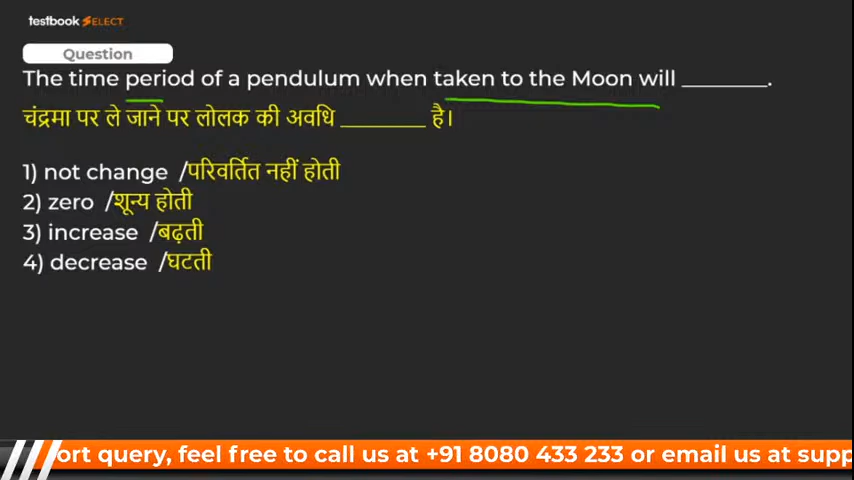 testbook SELECT
Question
The time period of a pendulum when taken to the Moon will ________.
चंद्रमा पर ले जाने पर लोलक की अवधि ________ है।
1) not change /परिवर्तित नहीं होती
2) zero /शून्य होती
3) increase /बढ़ती
4) decrease /घटती
ort query, feel free to call us at +91 8080 433 233 or email us at supp